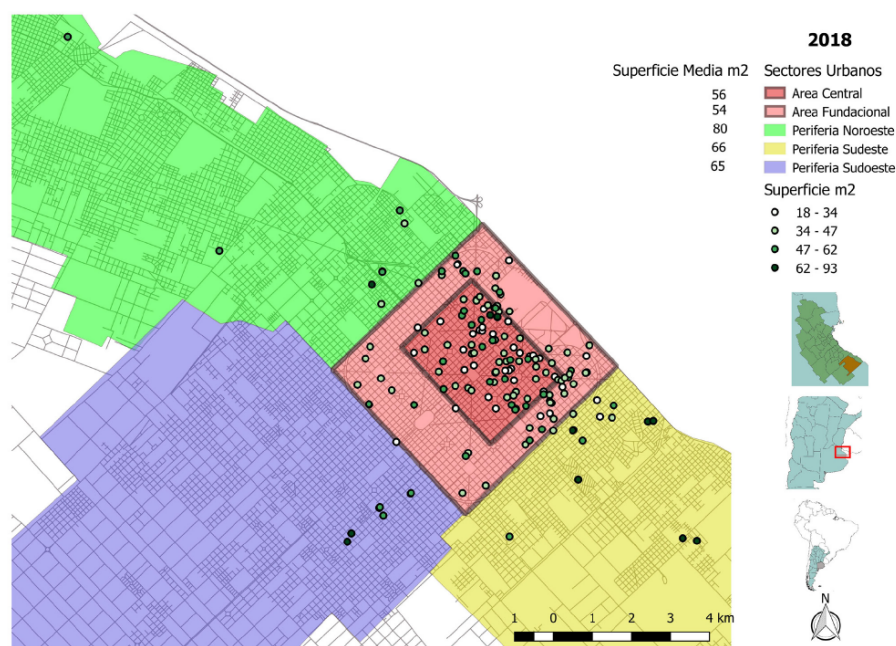 2018
Superficie Media m2 Sectores Urbanos
56 Area Central
54 Area Fundacional
80 Periferia Noroeste
66 Periferia Sudeste
65 Periferia Sudoeste
Superficie m2
18 - 34
34 - 47
47 - 62
62 - 93
N
1 0 1 2 3 4 km